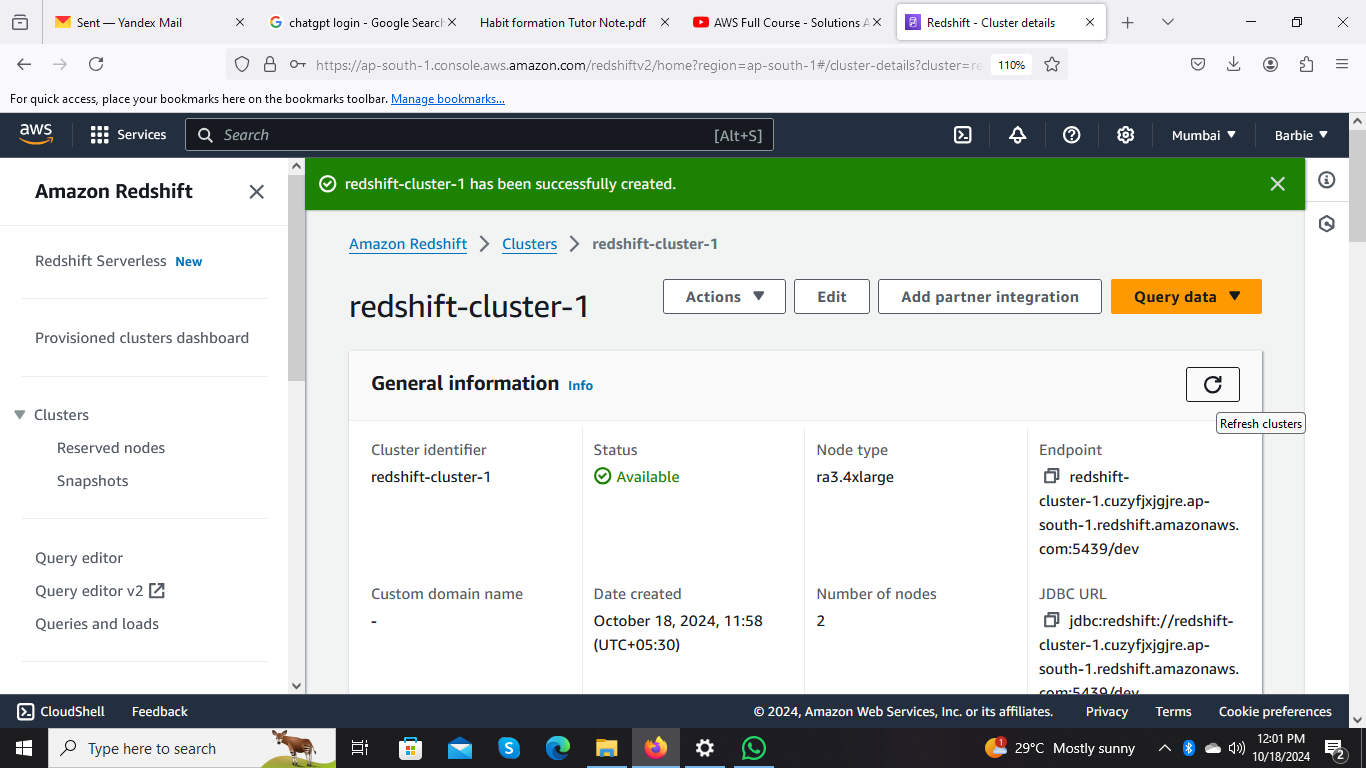 Sent — Yandex Mail
chatgpt login - Google Search
Habit formation Tutor Note.pdf
AWS Full Course - Solutions A
Redshift - Cluster details
https://ap-south-1.console.aws.amazon.com/redshiftv2/home?region=ap-south-1#/cluster-details?cluster=re
110%
For quick access, place your bookmarks here on the bookmarks toolbar. Manage bookmarks...
aws
Services
Search
[Alt+S]
Mumbai
Barbie
Amazon Redshift
Redshift Serverless New
Provisioned clusters dashboard
Clusters
Reserved nodes
Snapshots
Query editor
Query editor v2
Queries and loads
redshift-cluster-1 has been successfully created.
Amazon Redshift
Clusters
redshift-cluster-1
redshift-cluster-1
Actions
Edit
Add partner integration
Query data
General information Info
Refresh clusters
Cluster identifier
redshift-cluster-1
Status
Available
Node type
ra3.4xlarge
Endpoint
redshift-
cluster-1.cuzyfjxjgjre.ap-
south-1.redshift.amazonaws.
com:5439/dev
Custom domain name
-
Date created
October 18, 2024, 11:58
(UTC+05:30)
Number of nodes
2
JDBC URL
jdbc:redshift://redshift-
cluster-1.cuzyfjxjgjre.ap-
south-1.redshift.amazonaws.
com:5439/dev
CloudShell
Feedback
© 2024, Amazon Web Services, Inc. or its affiliates.
Privacy
Terms
Cookie preferences
Type here to search
1
29°C Mostly sunny
12:01 PM
10/18/2024
2